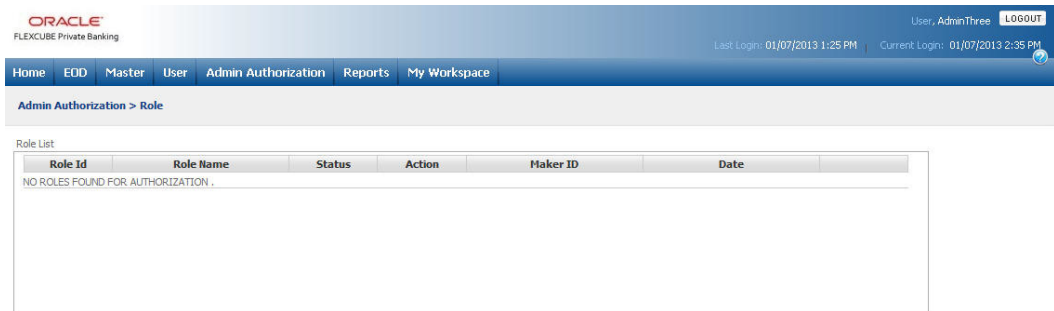 ORACLE
FLEXCUBE Private Banking
User, AdminThree LOGOUT
Last Login: 01/07/2013 1:25 PM Current Login: 01/07/2013 2:35 PM
Home EOD Master User Admin Authorization Reports My Workspace
Admin Authorization > Role
Role List
Role Id Role Name Status Action Maker ID Date
NO ROLES FOUND FOR AUTHORIZATION .